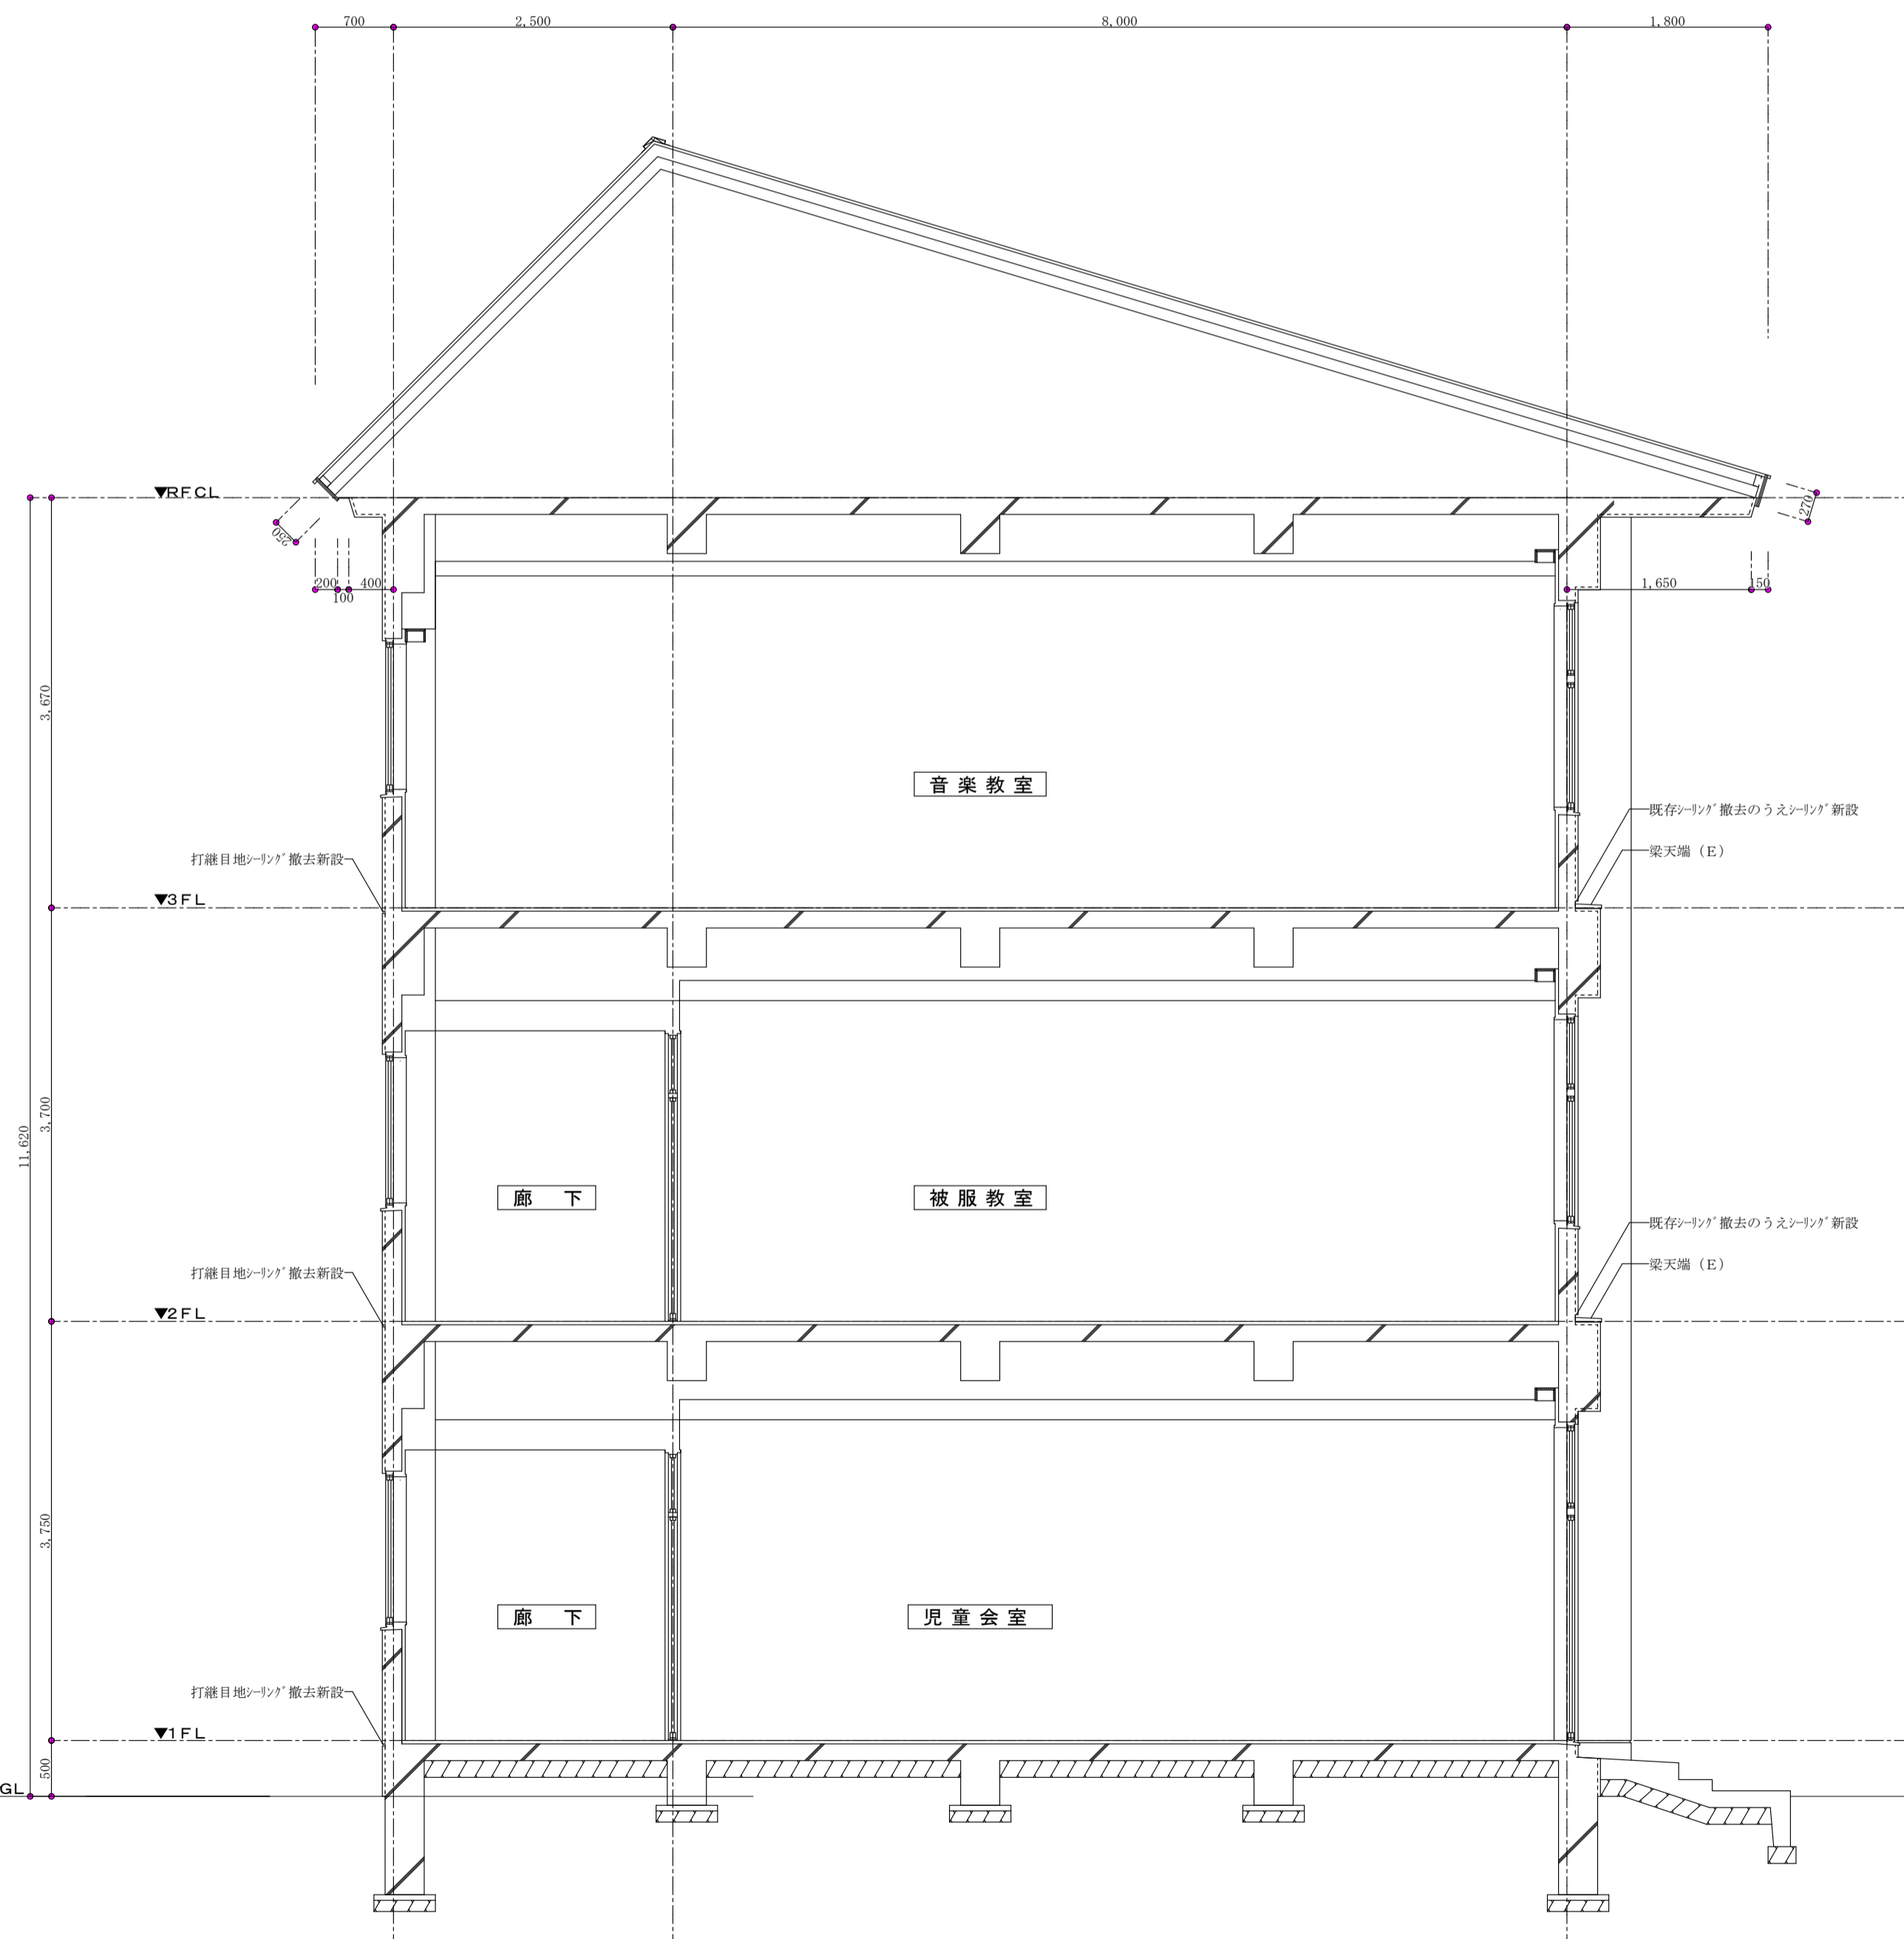 700
2,500
8,000
1,800
▼RFCL
250
270
200
100
400
1,650
150
3,670
音楽教室
既存ｼｰﾘﾝｸﾞ撤去のうえｼｰﾘﾝｸﾞ新設
梁天端（E）
打継目地ｼｰﾘﾝｸﾞ撤去新設
▼3FL
3,700
11,620
廊　下
被服教室
既存ｼｰﾘﾝｸﾞ撤去のうえｼｰﾘﾝｸﾞ新設
梁天端（E）
打継目地ｼｰﾘﾝｸﾞ撤去新設
▼2FL
3,750
廊　下
児童会室
打継目地ｼｰﾘﾝｸﾞ撤去新設
▼1FL
500
GL